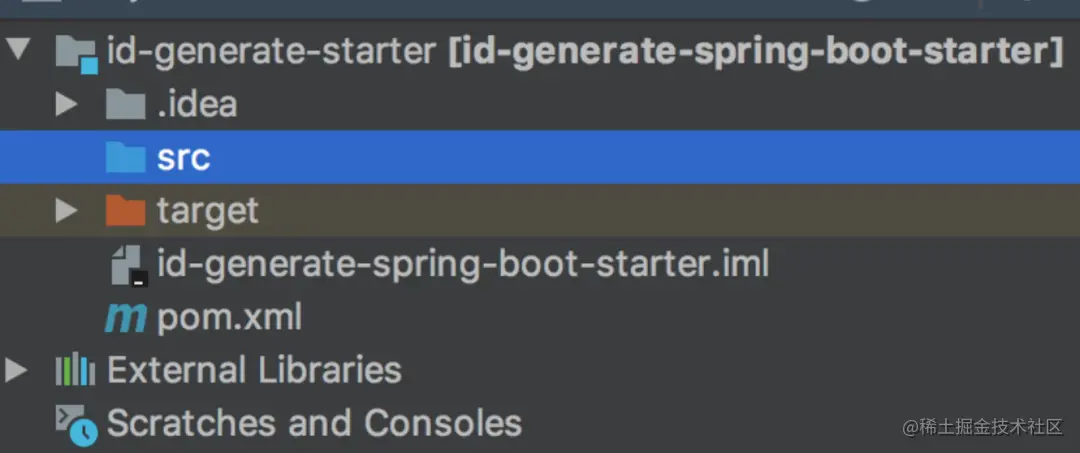 id-generate-starter [id-generate-spring-boot-starter]
.idea
src
target
id-generate-spring-boot-starter.iml
pom.xml
External Libraries
Scratches and Consoles
@稀土掘金技术社区